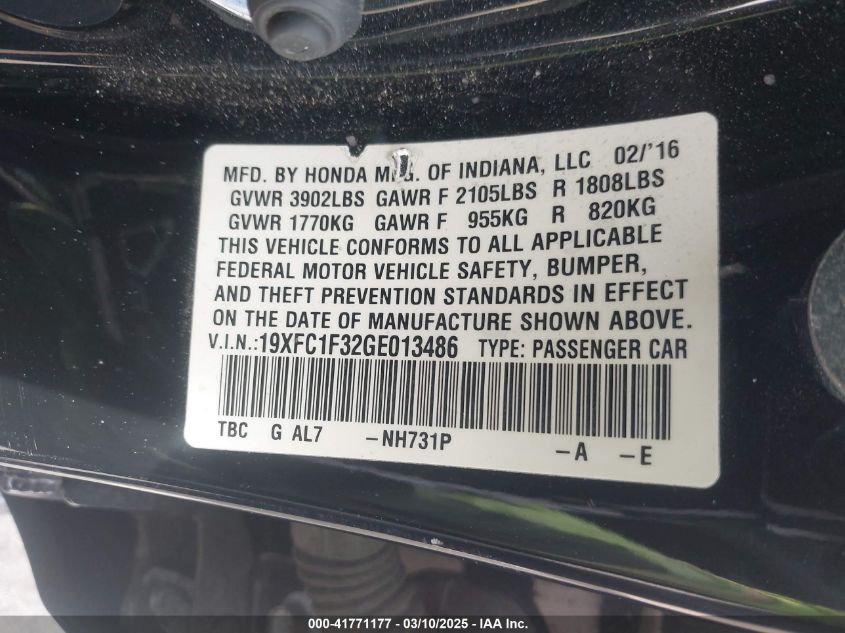 MFD. BY HONDA MFG. OF INDIANA, LLC 02/'16
GVWR 3902LBS GAWR F 2105LBS R 1808LBS
GVWR 1770KG GAWR F 955KG R 820KG
THIS VEHICLE CONFORMS TO ALL APPLICABLE
FEDERAL MOTOR VEHICLE SAFETY, BUMPER,
AND THEFT PREVENTION STANDARDS IN EFFECT
ON THE DATE OF MANUFACTURE SHOWN ABOVE.
V.I.N.:19XFC1F32GE013486 TYPE: PASSENGER CAR
TBC G AL7 -NH731P -A -E
000-41771177 - 03/10/2025 - IAA Inc.